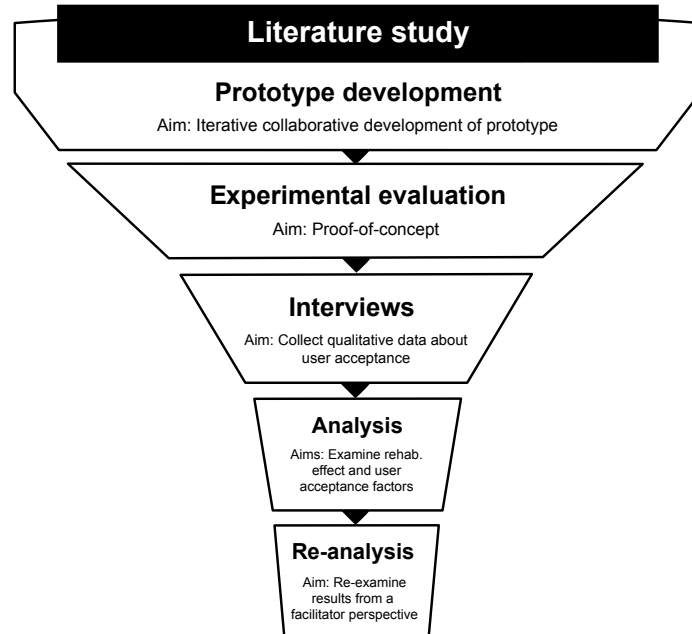 Literature study
Prototype development
Aim: Iterative collaborative development of prototype
Experimental evaluation
Aim: Proof-of-concept
Interviews
Aim: Collect qualitative data about
user acceptance
Analysis
Aims: Examine rehab.
effect and user
acceptance factors
Re-analysis
Aim: Re-examine
results from a
facilitator perspective